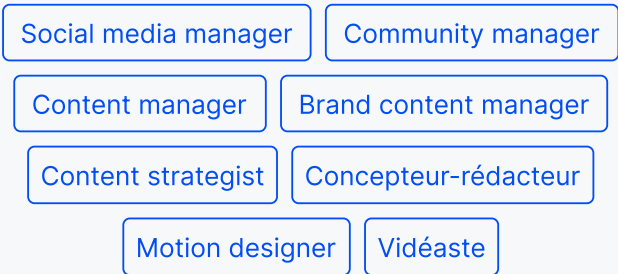 Social media manager Community manager
Content manager Brand content manager
Content strategist Concepteur-rédacteur
Motion designer Vidéaste